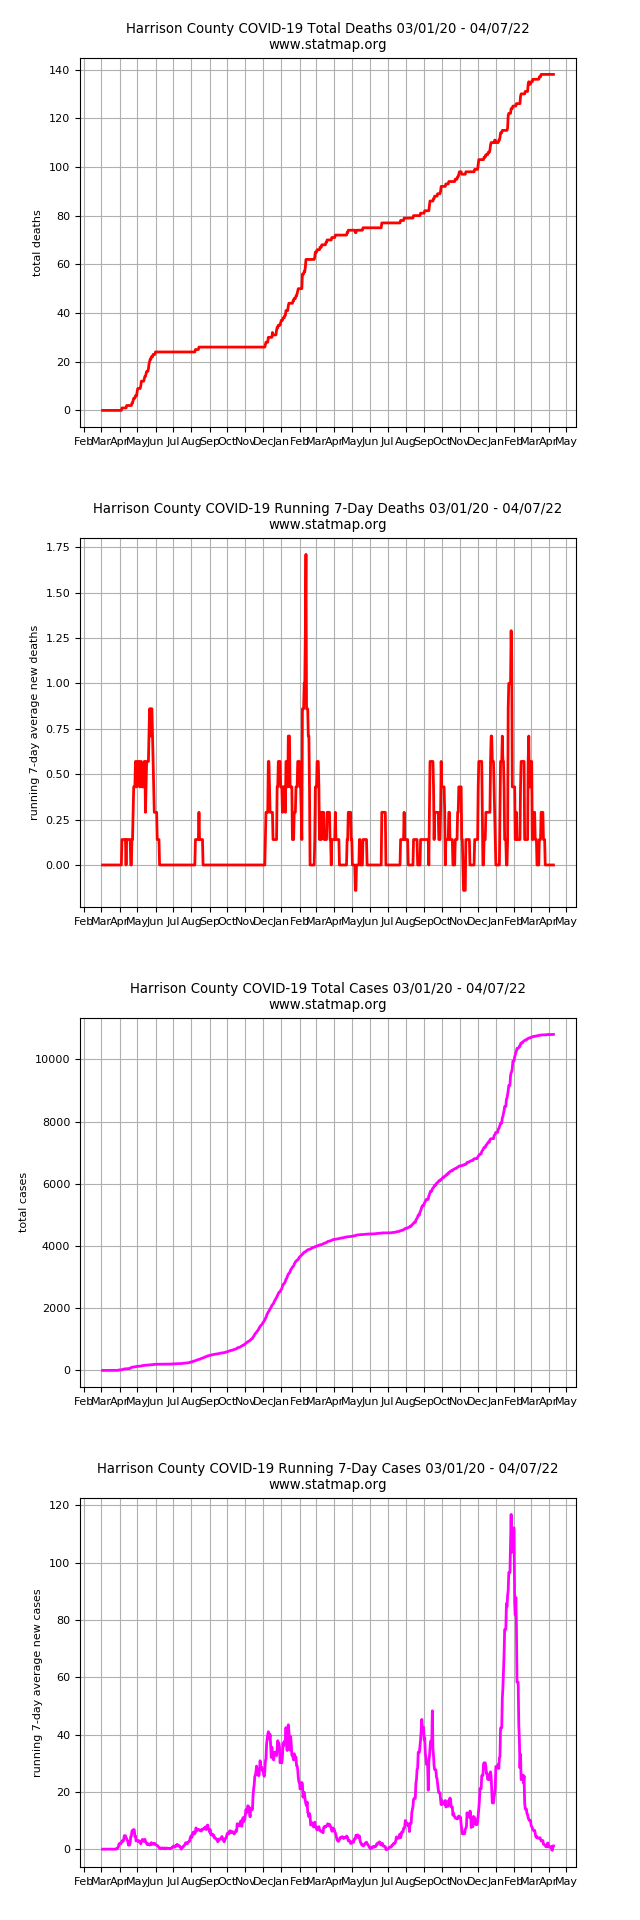 Harrison County COVID-19 Total Deaths 03/01/20 - 04/07/22
www.statmap.org
140
120
100
80
60
40
20
0
total deaths
Feb Mar Apr May Jun Jul Aug Sep Oct Nov Dec Jan Feb Mar Apr May Jun Jul Aug Sep Oct Nov Dec Jan Feb Mar Apr May
Harrison County COVID-19 Running 7-Day Deaths 03/01/20 - 04/07/22
www.statmap.org
1.75
1.50
1.25
1.00
0.75
0.50
0.25
0.00
running 7-day average new deaths
Feb Mar Apr May Jun Jul Aug Sep Oct Nov Dec Jan Feb Mar Apr May Jun Jul Aug Sep Oct Nov Dec Jan Feb Mar Apr May
Harrison County COVID-19 Total Cases 03/01/20 - 04/07/22
www.statmap.org
10000
8000
6000
4000
2000
0
total cases
Feb Mar Apr May Jun Jul Aug Sep Oct Nov Dec Jan Feb Mar Apr May Jun Jul Aug Sep Oct Nov Dec Jan Feb Mar Apr May
Harrison County COVID-19 Running 7-Day Cases 03/01/20 - 04/07/22
www.statmap.org
120
100
80
60
40
20
0
running 7-day average new cases
Feb Mar Apr May Jun Jul Aug Sep Oct Nov Dec Jan Feb Mar Apr May Jun Jul Aug Sep Oct Nov Dec Jan Feb Mar Apr May